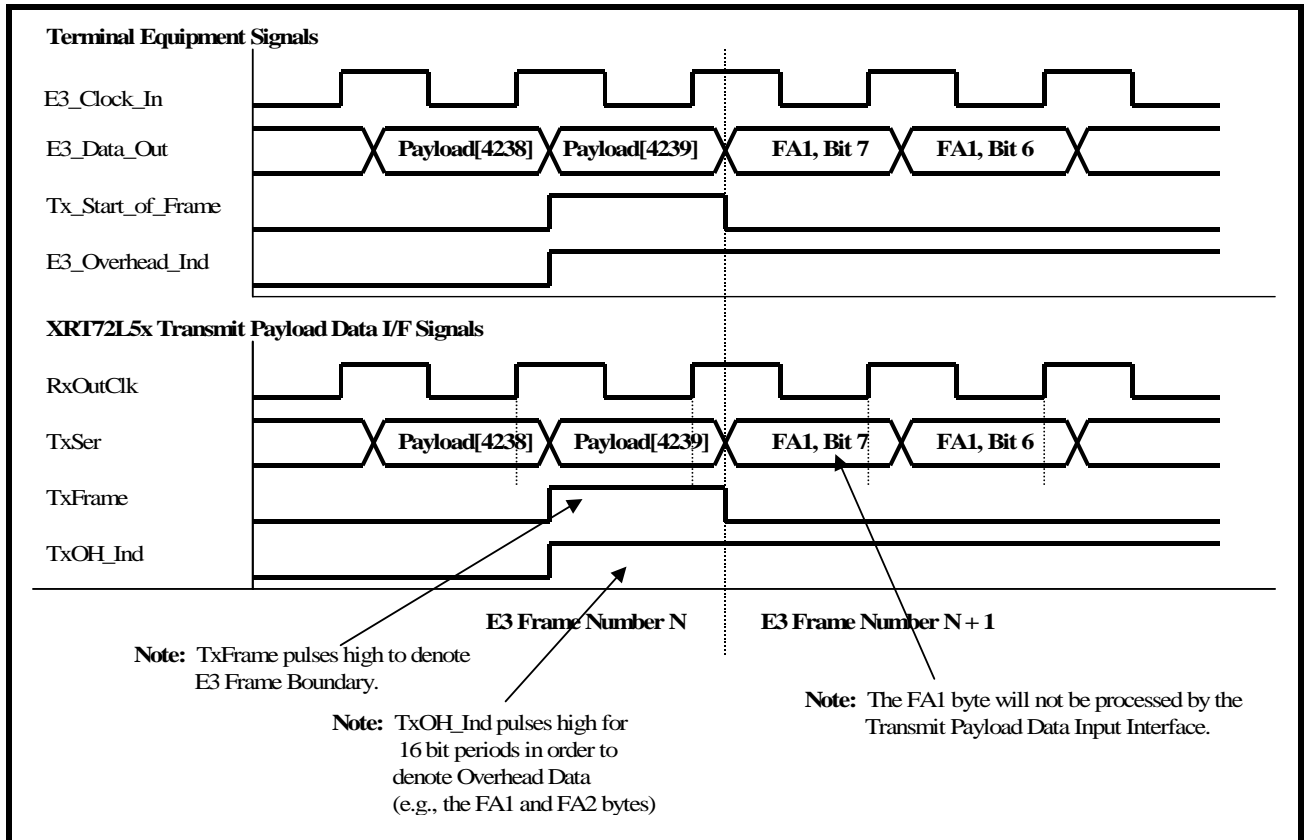 Terminal Equipment Signals
E3_Clock_In
E3_Data_Out
Payload[4238]
Payload[4239]
FA1, Bit 7
FA1, Bit 6
Tx_Start_of_Frame
E3_Overhead_Ind
XRT72L5x Transmit Payload Data I/F Signals
RxOutClk
TxSer
Payload[4238]
Payload[4239]
FA1, Bit 7
FA1, Bit 6
TxFrame
TxOH_Ind
E3 Frame Number N
E3 Frame Number N + 1
Note: TxFrame pulses high to denote
E3 Frame Boundary.
Note: TxOH_Ind pulses high for
16 bit periods in order to
denote Overhead Data
(e.g., the FA1 and FA2 bytes)
Note: The FA1 byte will not be processed by the
Transmit Payload Data Input Interface.